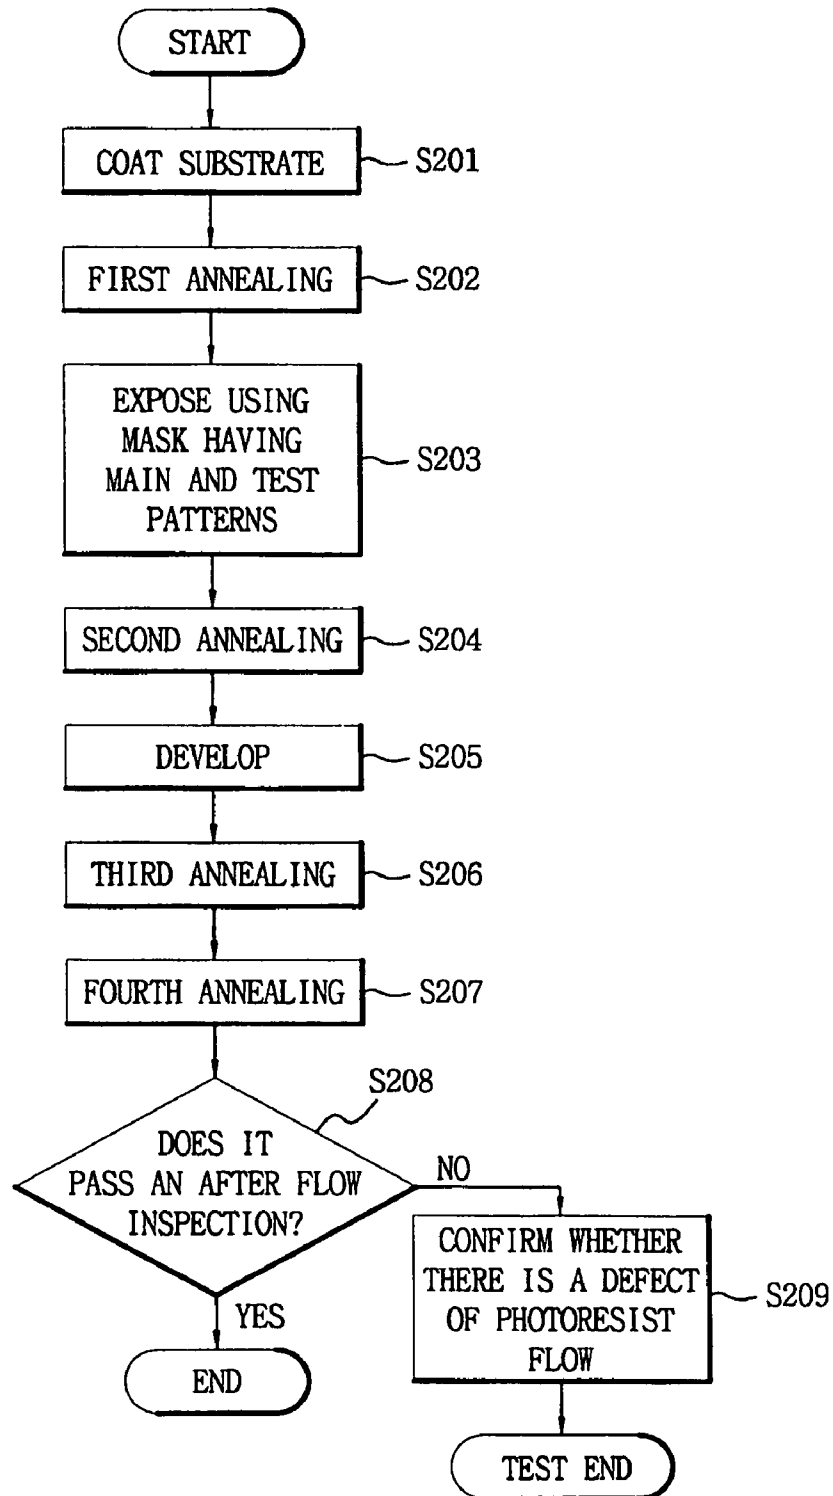 START
COAT SUBSTRATE
S201
FIRST ANNEALING
S202
EXPOSE USING
MASK HAVING
MAIN AND TEST
PATTERNS
S203
SECOND ANNEALING
S204
DEVELOP
S205
THIRD ANNEALING
S206
FOURTH ANNEALING
S207
S208
DOES IT
PASS AN AFTER FLOW
INSPECTION?
NO
YES
CONFIRM WHETHER
THERE IS A DEFECT
OF PHOTORESIST
FLOW
S209
END
TEST END